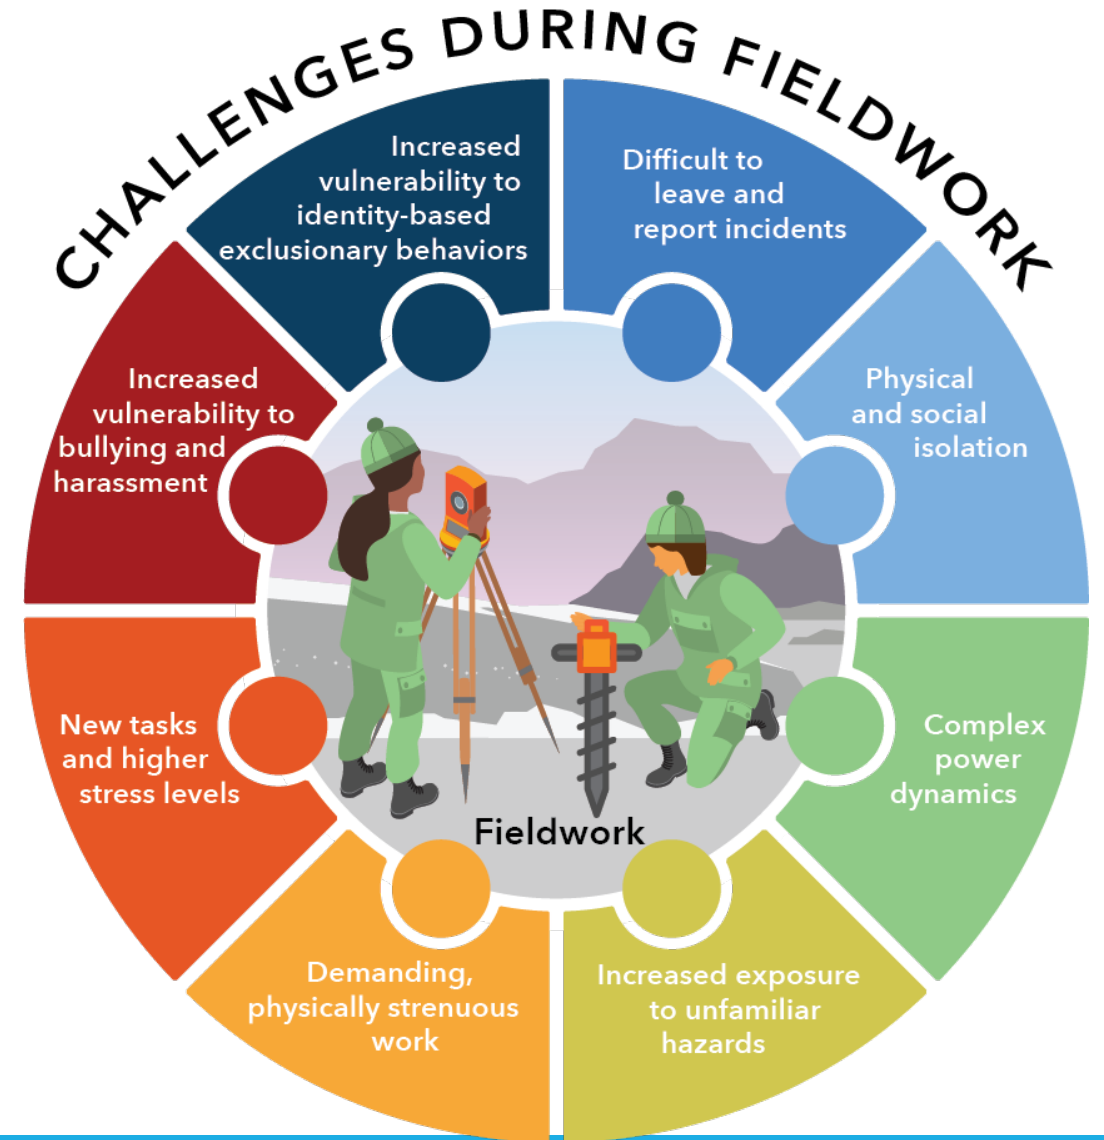 CHALLENGES DURING FIELDWORK
Increased
vulnerability to
identity-based
exclusionary behaviors
Difficult to
leave and
report incidents
Physical
and social
isolation
Complex
power
dynamics
Increased exposure
to unfamiliar
hazards
Demanding,
physically strenuous
work
New tasks
and higher
stress levels
Increased
vulnerability to
bullying and
harassment
Fieldwork